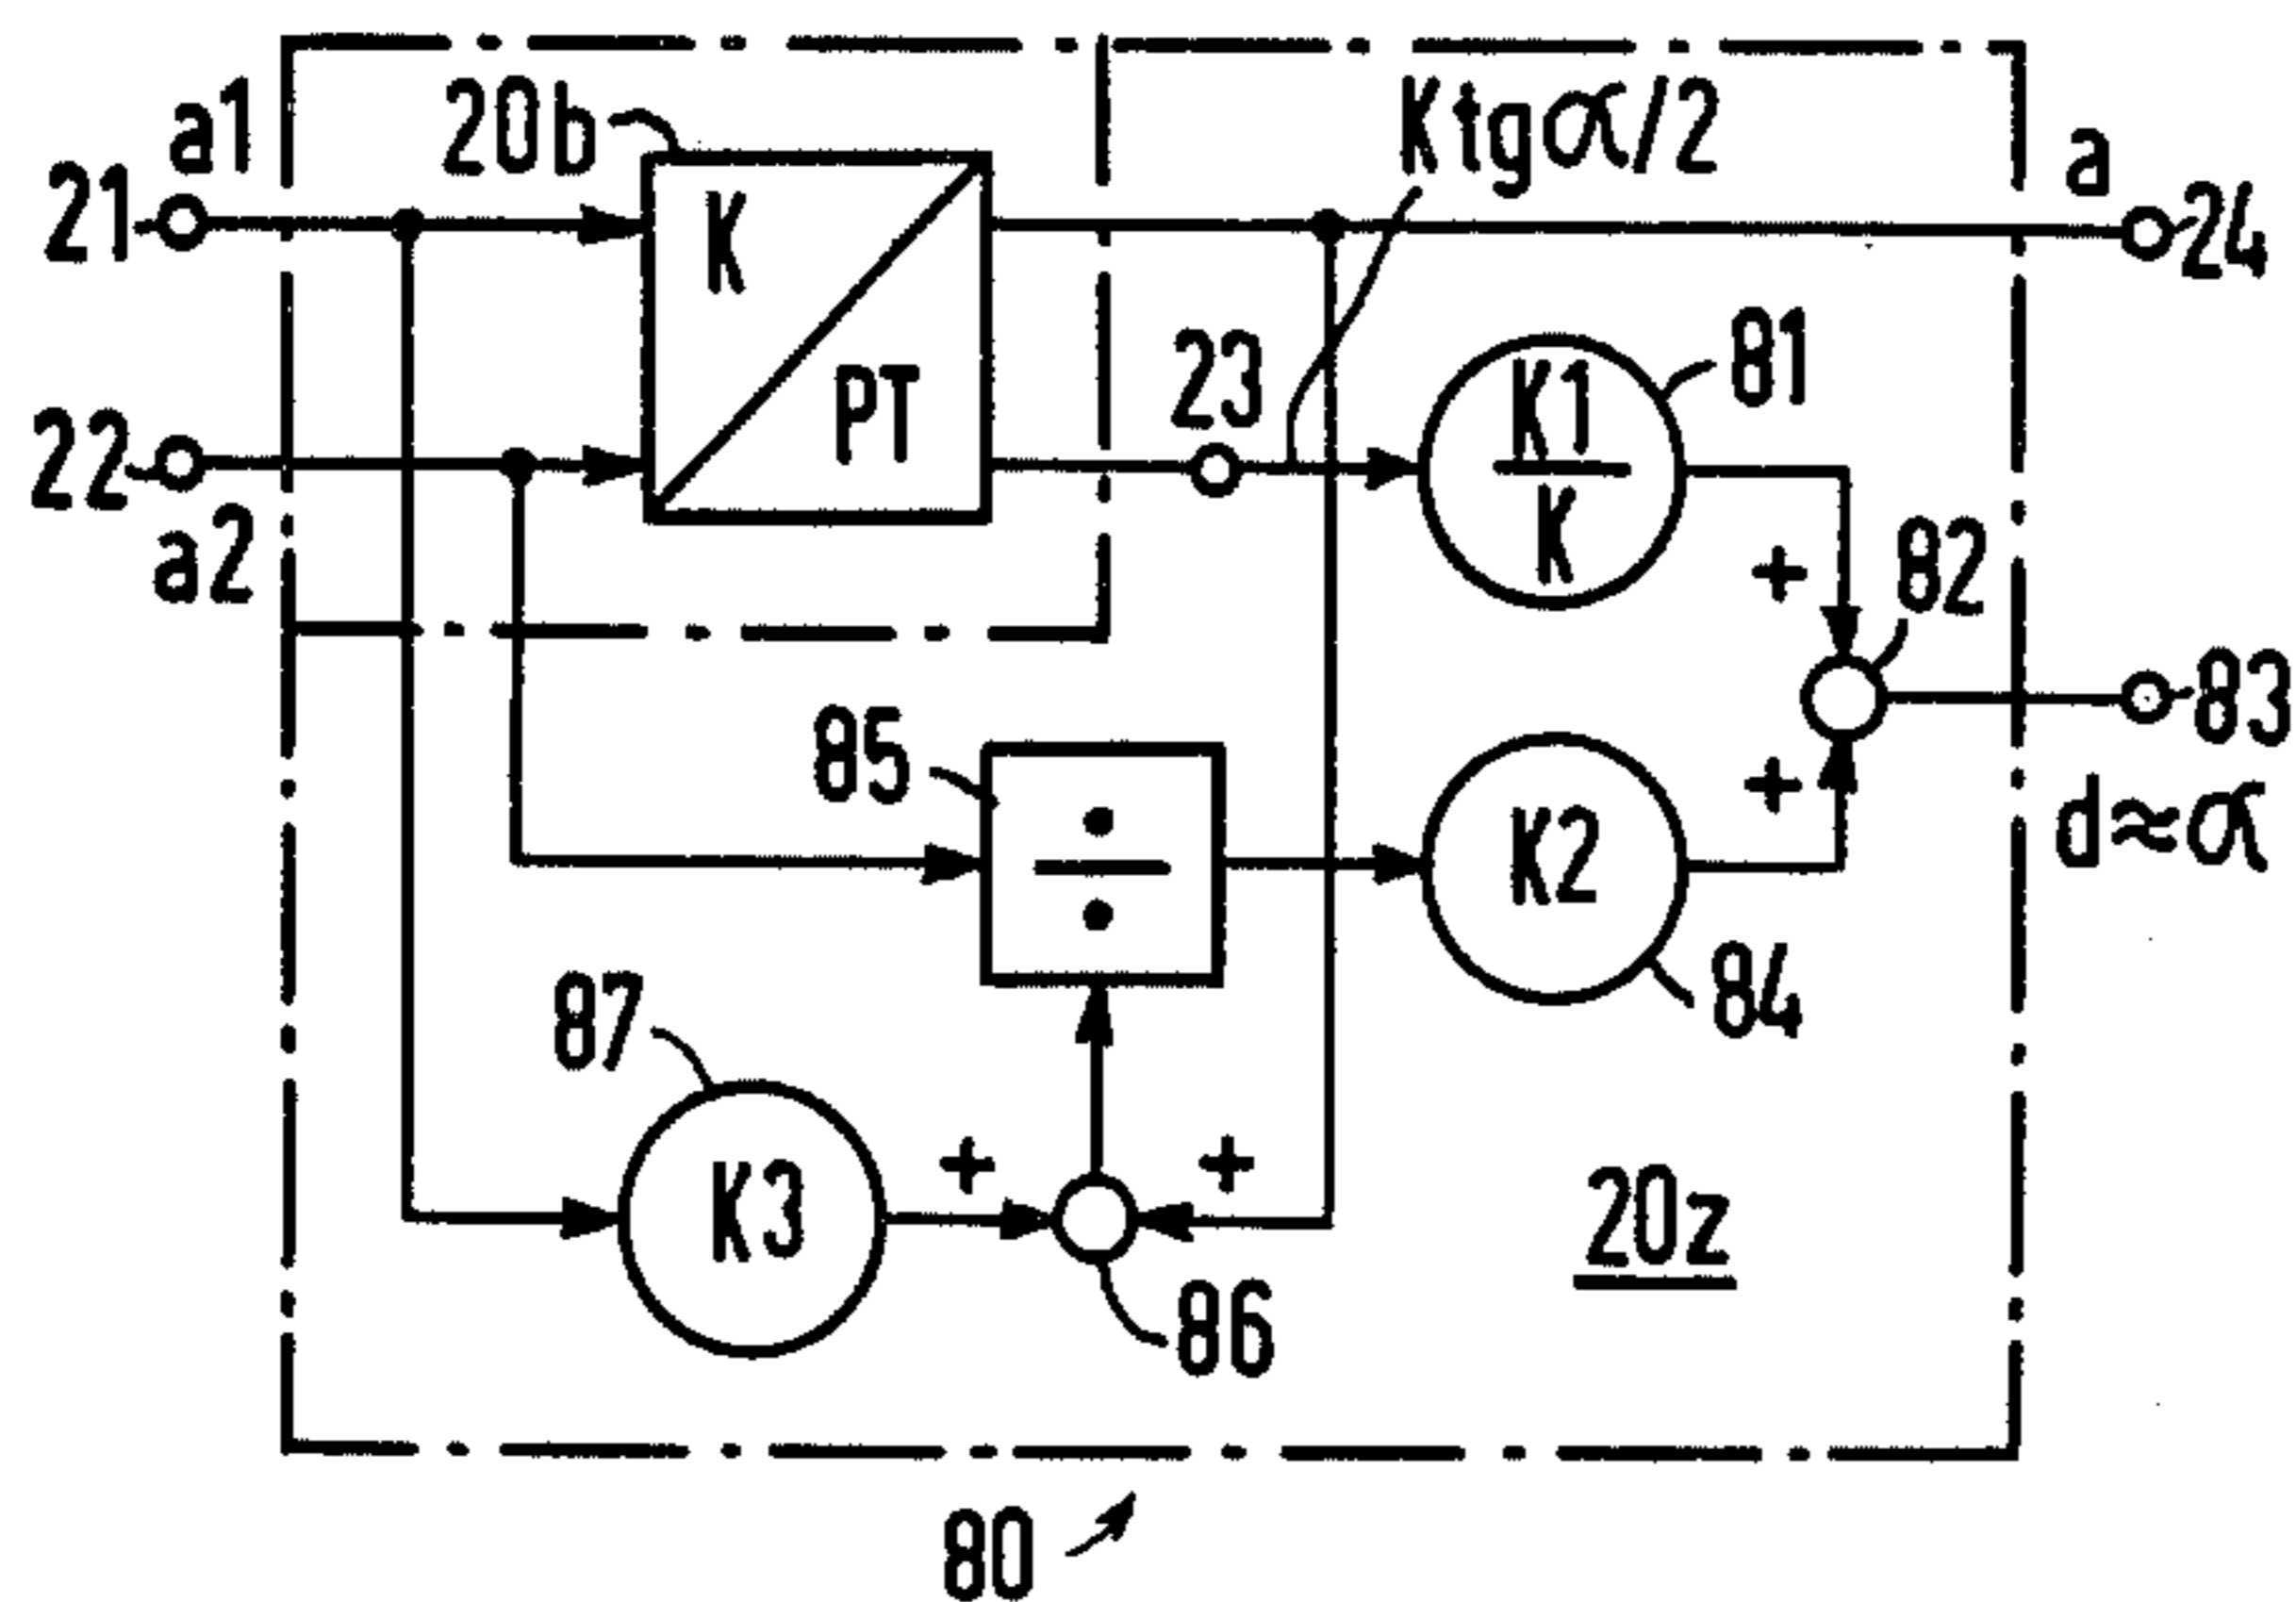 a1
20b
Ktgα/2
a
21
24
K
81
23
K1
K
PT
22
a2
+
82
83
85
÷
K2
+
d≈α
87
84
K3
+
+
20z
86
80